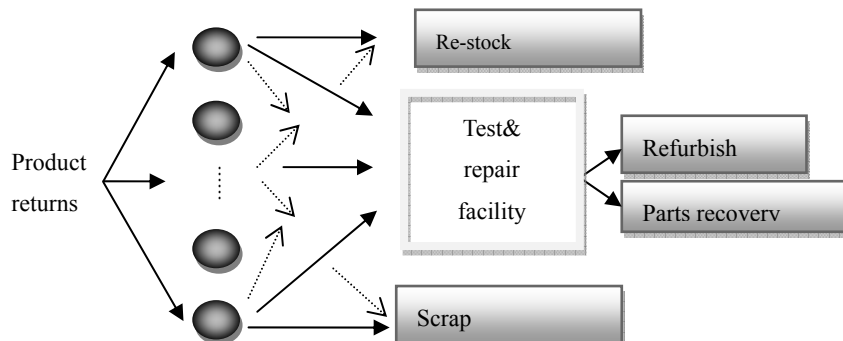 Product
returns
Re-stock
Test&
repair
facility
Refurbish
Parts recovery
Scrap